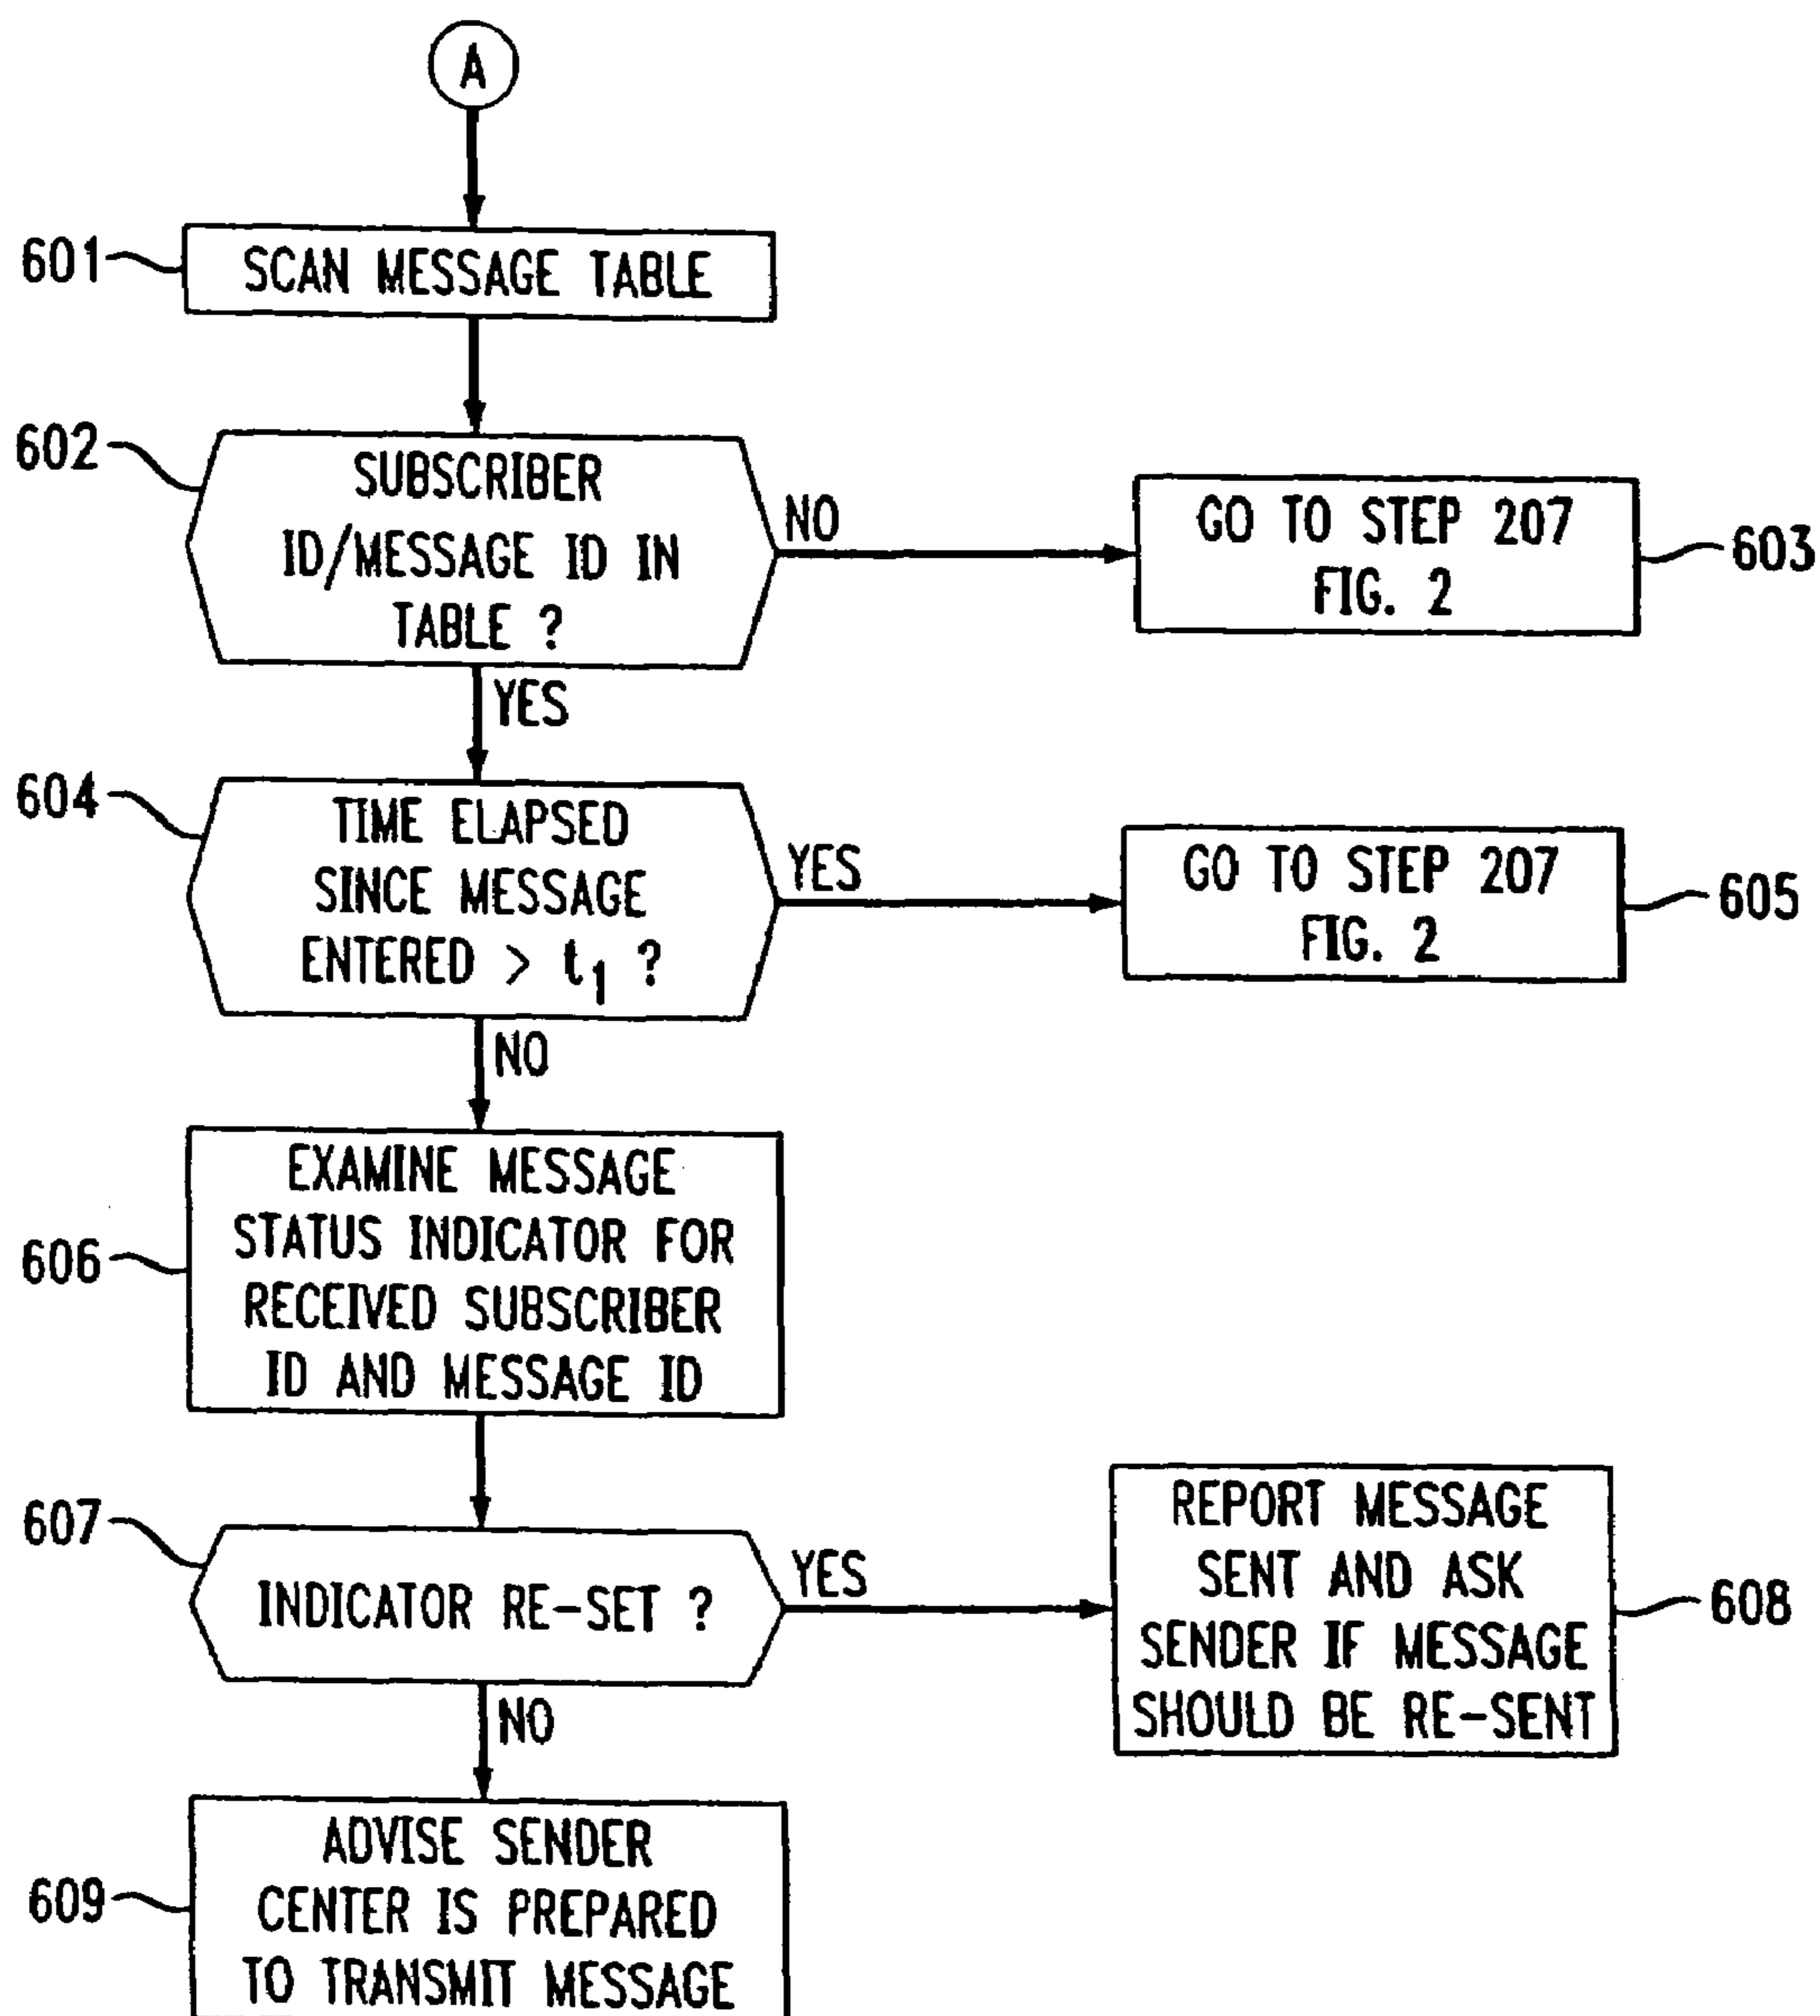 A
601
SCAN MESSAGE TABLE
602
SUBSCRIBER
ID/MESSAGE ID IN
TABLE ?
NO
GO TO STEP 207
FIG. 2
603
YES
604
TIME ELAPSED
SINCE MESSAGE
ENTERED > t1 ?
YES
GO TO STEP 207
FIG. 2
605
NO
606
EXAMINE MESSAGE
STATUS INDICATOR FOR
RECEIVED SUBSCRIBER
ID AND MESSAGE ID
607
INDICATOR RE-SET ?
YES
REPORT MESSAGE
SENT AND ASK
SENDER IF MESSAGE
SHOULD BE RE-SENT
608
NO
609
ADVISE SENDER
CENTER IS PREPARED
TO TRANSMIT MESSAGE